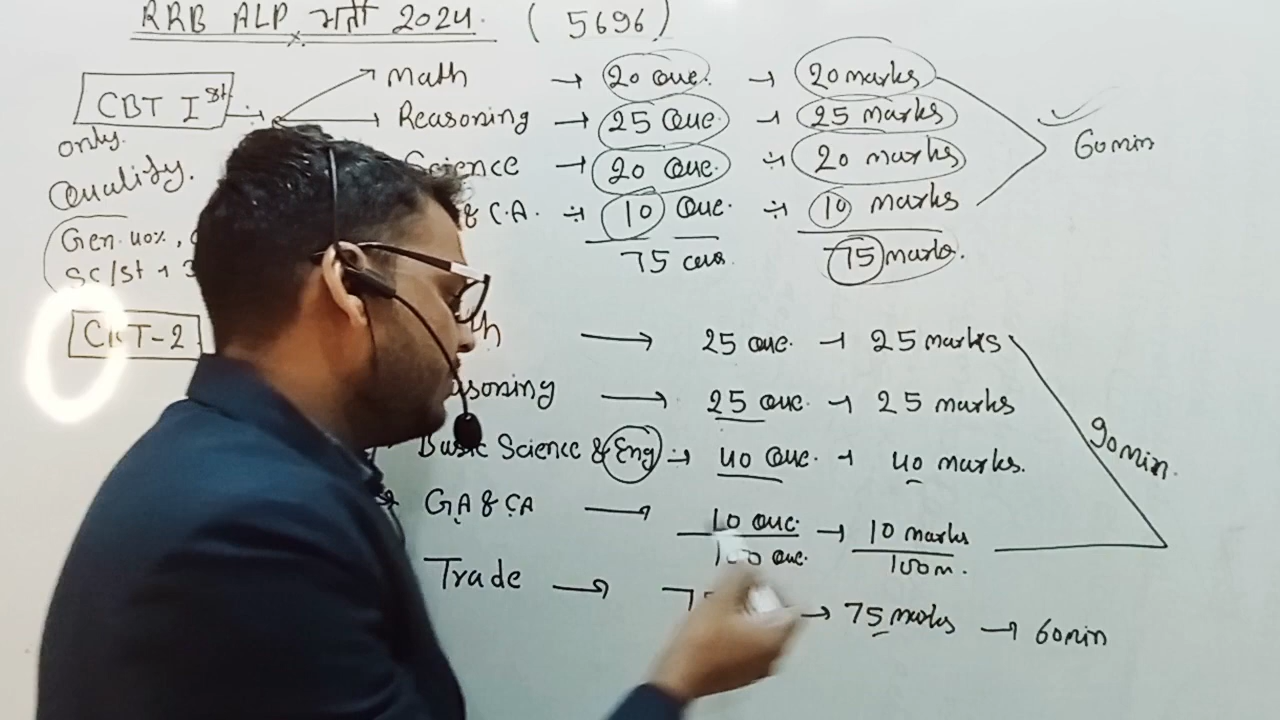 RRB ALP भर्ती 2024. ( 5696 )
CBT Ist. only. Qualify.
Math → 20 Que. → 20 marks
Reasoning → 25 Que. → 25 marks
Science → 20 Que. ÷ 20 marks
& C.A. ÷ 10 Que. ÷ 10 marks
60 min
75 marks.
Gen. 40%,
SC/St
CBT-2
25 Que. → 25 marks
25 Que. → 25 marks
Basic Science & Eng → 40 Que. → 40 marks.
GA & CA → 10 Que. → 10 marks
90 min.
100 Que. 100 m.
Trade → → 75 marks → 60 min